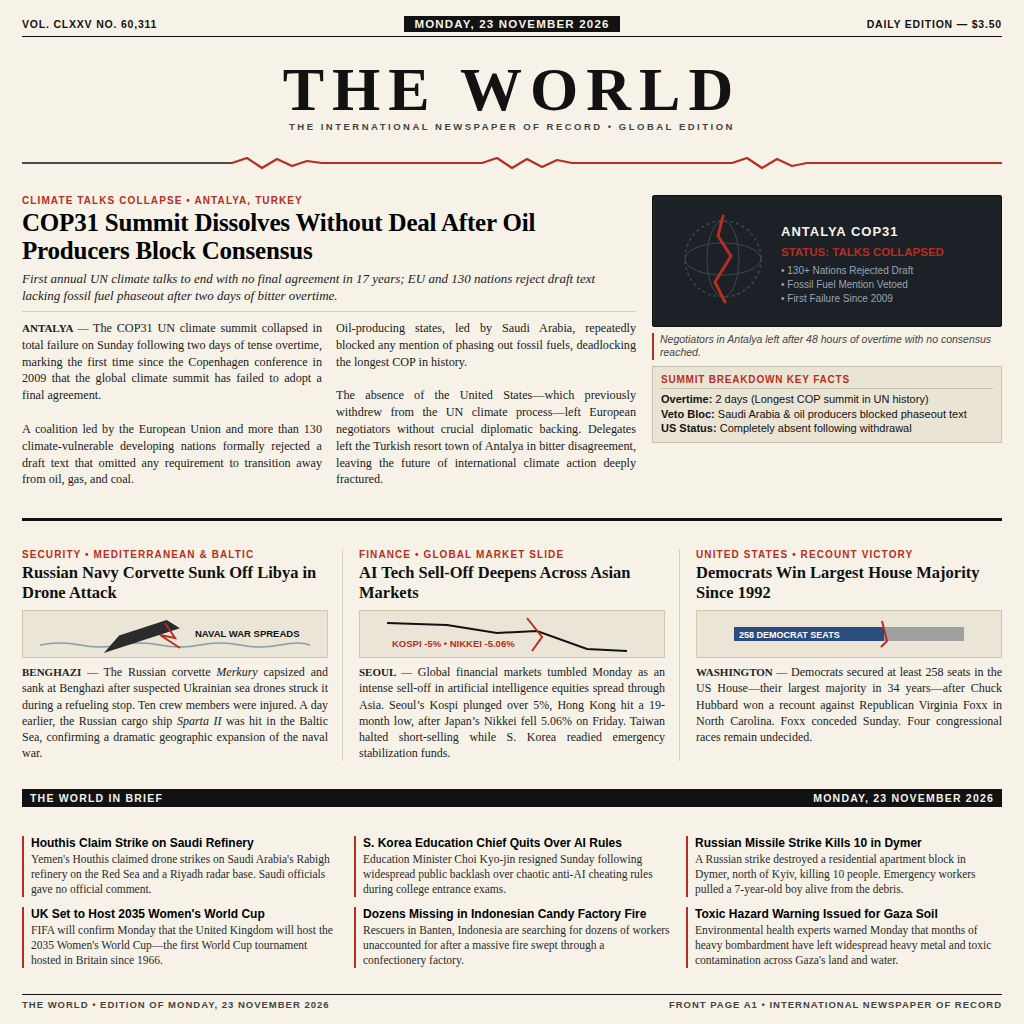 VOL. CLXXV NO. 60,311
MONDAY, 23 NOVEMBER 2026
DAILY EDITION — $3.50
THE WORLD
THE INTERNATIONAL NEWSPAPER OF RECORD • GLOBAL EDITION
CLIMATE TALKS COLLAPSE • ANTALYA, TURKEY
COP31 Summit Dissolves Without Deal After Oil
Producers Block Consensus
First annual UN climate talks to end with no final agreement in 17 years; EU and 130 nations reject draft text
lacking fossil fuel phaseout after two days of bitter overtime.
ANTALYA — The COP31 UN climate summit collapsed in
total failure on Sunday following two days of tense overtime,
marking the first time since the Copenhagen conference in
2009 that the global climate summit has failed to adopt a
final agreement.
A coalition led by the European Union and more than 130
climate-vulnerable developing nations formally rejected a
draft text that omitted any requirement to transition away
from oil, gas, and coal.
Oil-producing states, led by Saudi Arabia, repeatedly
blocked any mention of phasing out fossil fuels, deadlocking
the longest COP in history.
The absence of the United States—which previously
withdrew from the UN climate process—left European
negotiators without crucial diplomatic backing. Delegates
left the Turkish resort town of Antalya in bitter disagreement,
leaving the future of international climate action deeply
fractured.
ANTALYA COP31
STATUS: TALKS COLLAPSED
• 130+ Nations Rejected Draft
• Fossil Fuel Mention Vetoed
• First Failure Since 2009
Negotiators in Antalya left after 48 hours of overtime with no consensus
reached.
SUMMIT BREAKDOWN KEY FACTS
Overtime: 2 days (Longest COP summit in UN history)
Veto Bloc: Saudi Arabia & oil producers blocked phaseout text
US Status: Completely absent following withdrawal
SECURITY • MEDITERRANEAN & BALTIC
Russian Navy Corvette Sunk Off Libya in
Drone Attack
NAVAL WAR SPREADS
BENGHAZI — The Russian corvette Merkury capsized and
sank at Benghazi after suspected Ukrainian sea drones struck it
during a refueling stop. Ten crew members were injured. A day
earlier, the Russian cargo ship Sparta II was hit in the Baltic
Sea, confirming a dramatic geographic expansion of the naval
war.
FINANCE • GLOBAL MARKET SLIDE
AI Tech Sell-Off Deepens Across Asian
Markets
KOSPI -5% • NIKKEI -5.06%
SEOUL — Global financial markets tumbled Monday as an
intense sell-off in artificial intelligence equities spread through
Asia. Seoul’s Kospi plunged over 5%, Hong Kong hit a 19-
month low, after Japan’s Nikkei fell 5.06% on Friday. Taiwan
halted short-selling while S. Korea readied emergency
stabilization funds.
UNITED STATES • RECOUNT VICTORY
Democrats Win Largest House Majority
Since 1992
258 DEMOCRAT SEATS
WASHINGTON — Democrats secured at least 258 seats in the
US House—their largest majority in 34 years—after Chuck
Hubbard won a recount against Republican Virginia Foxx in
North Carolina. Foxx conceded Sunday. Four congressional
races remain undecided.
THE WORLD IN BRIEF
MONDAY, 23 NOVEMBER 2026
Houthis Claim Strike on Saudi Refinery
Yemen's Houthis claimed drone strikes on Saudi Arabia's Rabigh
refinery on the Red Sea and a Riyadh radar base. Saudi officials
gave no official comment.
S. Korea Education Chief Quits Over AI Rules
Education Minister Choi Kyo-jin resigned Sunday following
widespread public backlash over chaotic anti-AI cheating rules
during college entrance exams.
Russian Missile Strike Kills 10 in Dymer
A Russian strike destroyed a residential apartment block in
Dymer, north of Kyiv, killing 10 people. Emergency workers
pulled a 7-year-old boy alive from the debris.
UK Set to Host 2035 Women's World Cup
FIFA will confirm Monday that the United Kingdom will host the
2035 Women's World Cup—the first World Cup tournament
hosted in Britain since 1966.
Dozens Missing in Indonesian Candy Factory Fire
Rescuers in Banten, Indonesia are searching for dozens of workers
unaccounted for after a massive fire swept through a
confectionery factory.
Toxic Hazard Warning Issued for Gaza Soil
Environmental health experts warned Monday that months of
heavy bombardment have left widespread heavy metal and toxic
contamination across Gaza's land and water.
THE WORLD • EDITION OF MONDAY, 23 NOVEMBER 2026
FRONT PAGE A1 • INTERNATIONAL NEWSPAPER OF RECORD